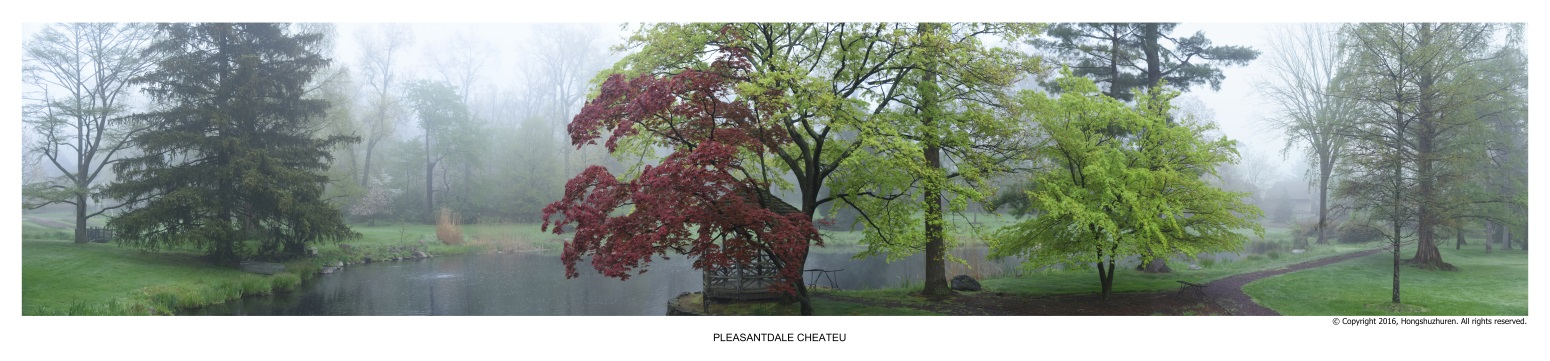 © Copyright 2016, Hongshuzhuren. All rights reserved.
PLEASANTDALE CHEATEU